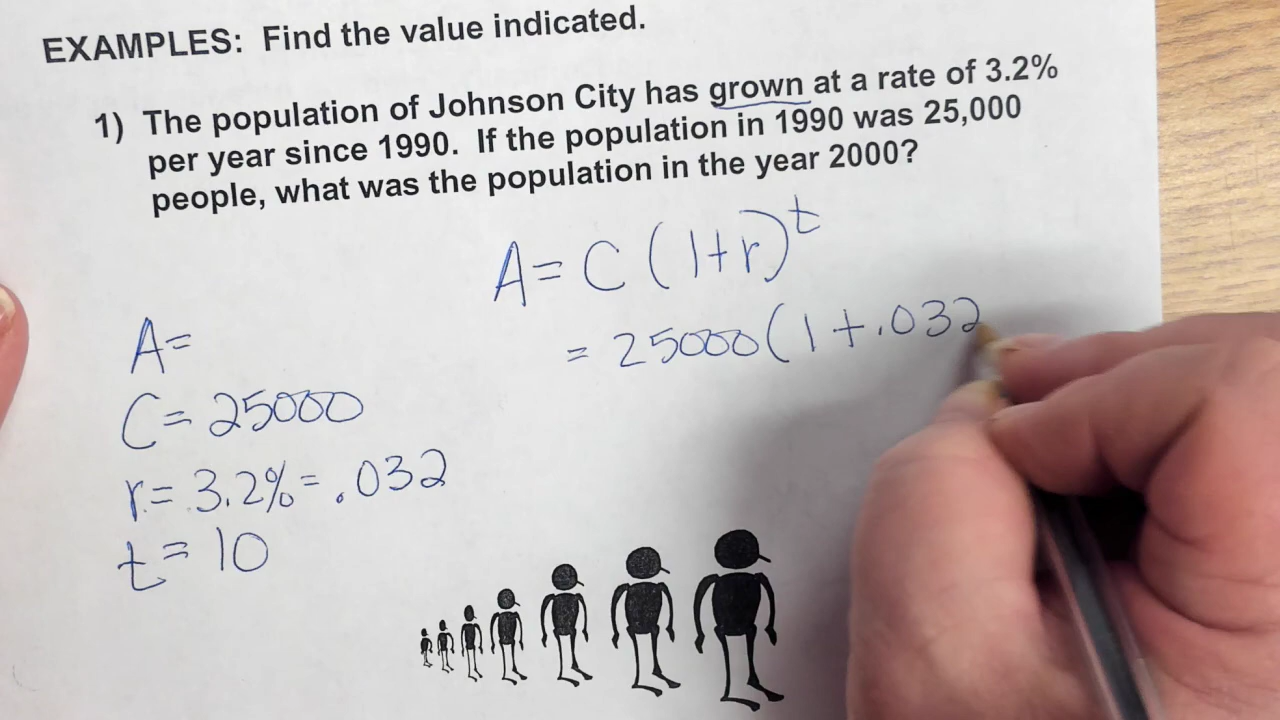 EXAMPLES: Find the value indicated.
1) The population of Johnson City has grown at a rate of 3.2%
per year since 1990. If the population in 1990 was 25,000
people, what was the population in the year 2000?
A = C (1+r)^t
= 25000 (1 + .032
A =
C = 25000
r = 3.2% = .032
t = 10